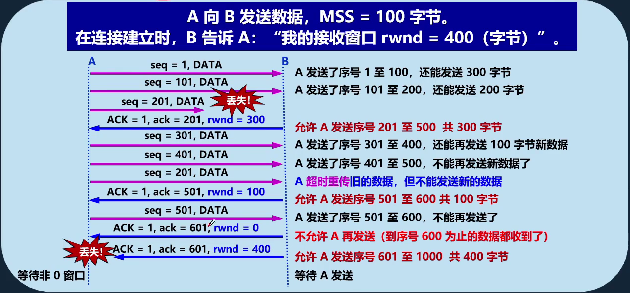 A 向 B 发送数据，MSS = 100 字节。
在连接建立时，B 告诉 A：“我的接收窗口 rwnd = 400（字节）”。
A B
seq = 1, DATA A 发送了序号 1 至 100，还能发送 300 字节
seq = 101, DATA A 发送了序号 101 至 200，还能发送 200 字节
seq = 201, DATA 丢失！
ACK = 1, ack = 201, rwnd = 300 允许 A 发送序号 201 至 500 共 300 字节
seq = 301, DATA A 发送了序号 301 至 400，还能再发送 100 字节新数据
seq = 401, DATA A 发送了序号 401 至 500，不能再发送新数据了
seq = 201, DATA A 超时重传旧的数据，但不能发送新的数据
ACK = 1, ack = 501, rwnd = 100 允许 A 发送序号 501 至 600 共 100 字节
seq = 501, DATA A 发送了序号 501 至 600，不能再发送了
ACK = 1, ack = 601, rwnd = 0 不允许 A 再发送（到序号 600 为止的数据都收到了）
丢失！ ACK = 1, ack = 601, rwnd = 400 允许 A 发送序号 601 至 1000 共 400 字节
等待非 0 窗口 等待 A 发送